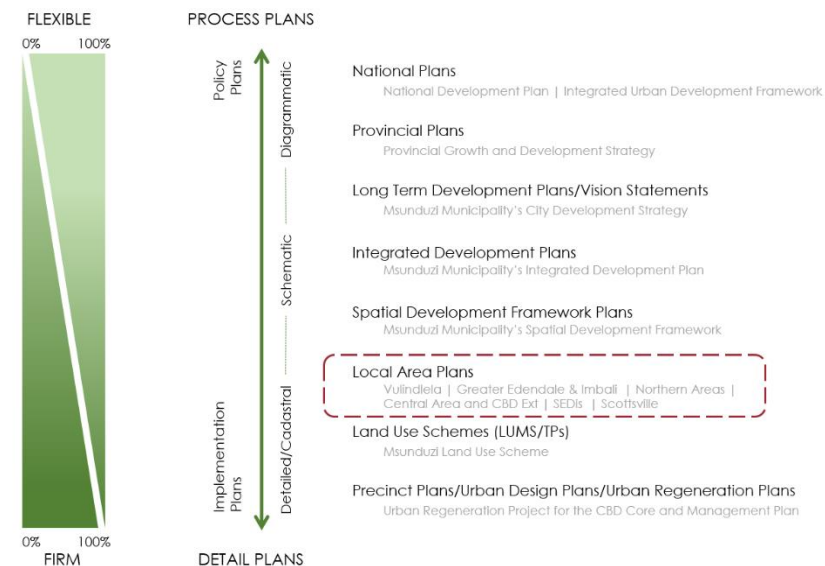 FLEXIBLE
0% 100%
0% 100%
FIRM
PROCESS PLANS
Policy
Plans
Diagrammatic
Schematic
Implementation
Plans
Detailed/Cadastral
DETAIL PLANS
National Plans
National Development Plan | Integrated Urban Development Framework
Provincial Plans
Provincial Growth and Development Strategy
Long Term Development Plans/Vision Statements
Msunduzi Municipality's City Development Strategy
Integrated Development Plans
Msunduzi Municipality's Integrated Development Plan
Spatial Development Framework Plans
Msunduzi Municipality's Spatial Development Framework
Local Area Plans
Vulindlela | Greater Edendale & Imbali | Northern Areas |
Central Area and CBD Ext | SEDis | Scottsville
Land Use Schemes (LUMS/TPs)
Msunduzi Land Use Scheme
Precinct Plans/Urban Design Plans/Urban Regeneration Plans
Urban Regeneration Project for the CBD Core and Management Plan